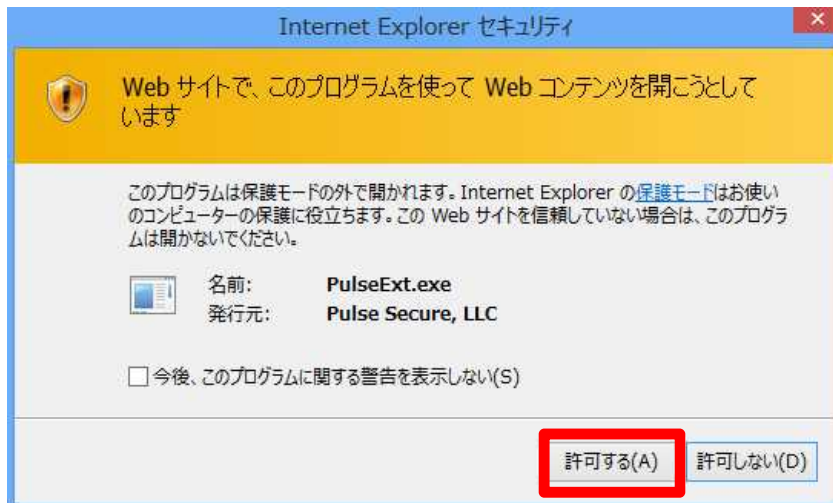 Internet Explorer セキュリティ
Web サイトで、このプログラムを使って Web コンテンツを開こうとして
います
このプログラムは保護モードの外で開かれます。Internet Explorer の保護モードはお使い
のコンピューターの保護に役立ちます。この Web サイトを信頼していない場合は、このプログラ
ムは開かないでください。
名前: PulseExt.exe
発行元: Pulse Secure, LLC
今後、このプログラムに関する警告を表示しない(S)
許可する(A) 許可しない(D)